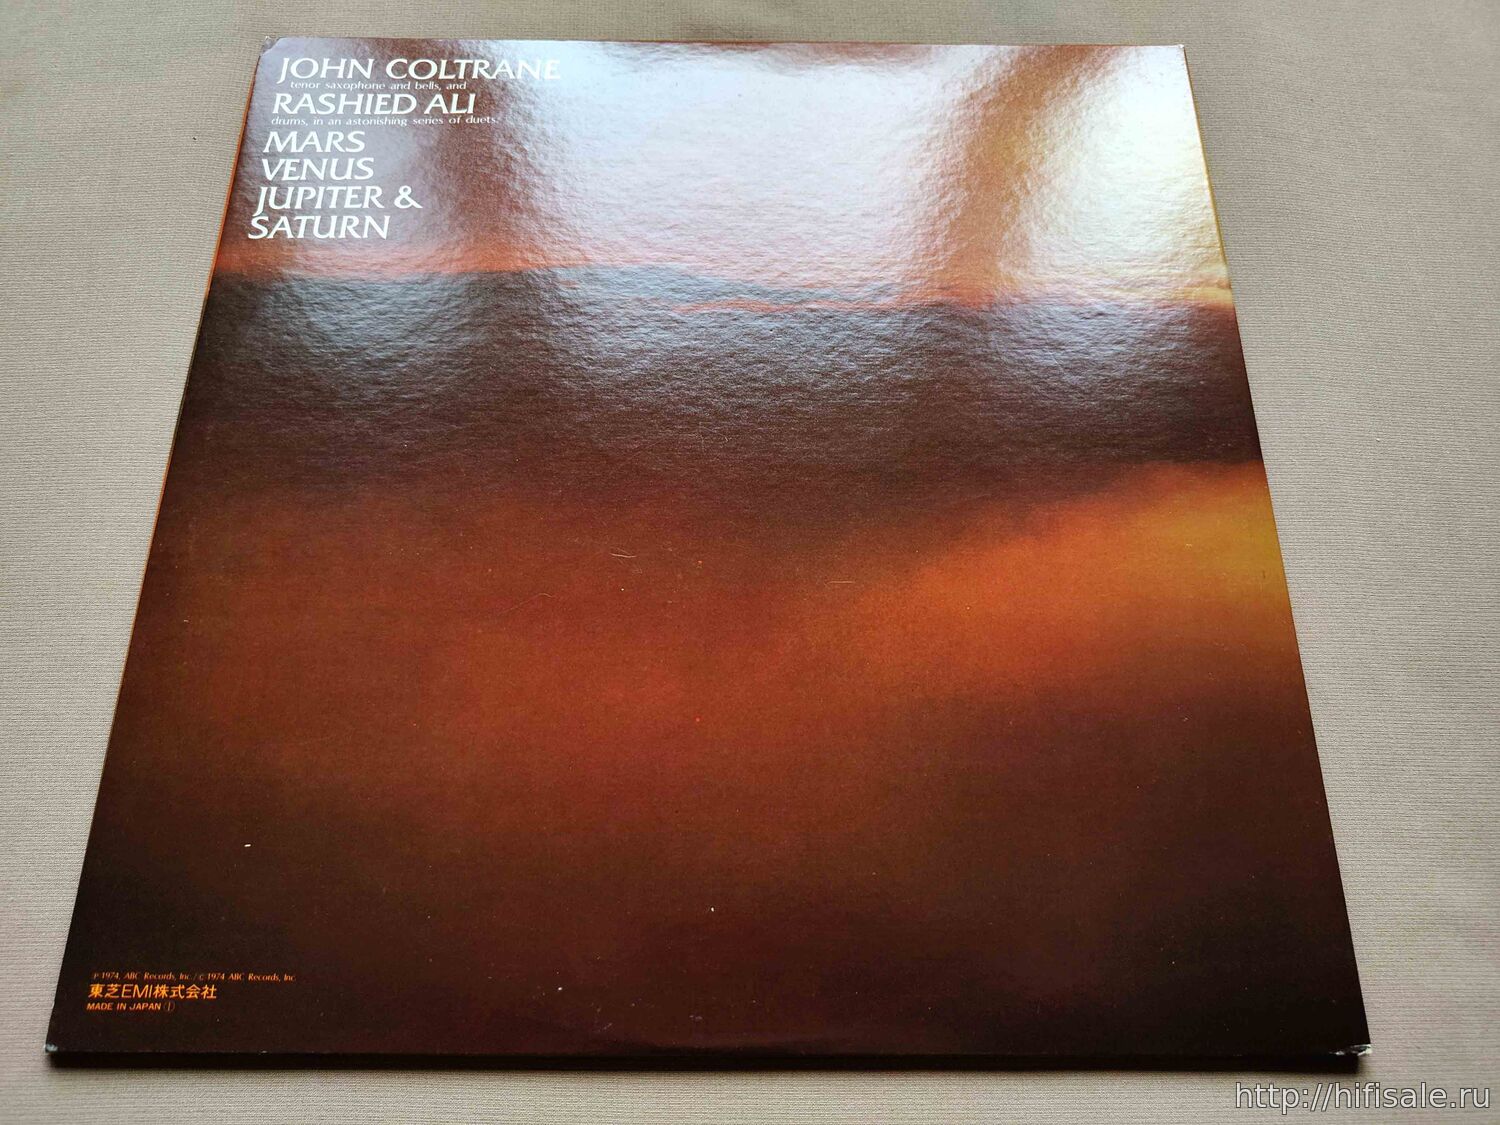 JOHN COLTRANE
tenor saxophone and bells, and
RASHIED ALI
drums, in an astonishing series of duets.
MARS
VENUS
JUPITER &
SATURN
℗ 1974, ABC Records, Inc./© 1974 ABC Records, Inc.
東芝EMI株式会社
MADE IN JAPAN Ⓘ
http://hifisale.ru